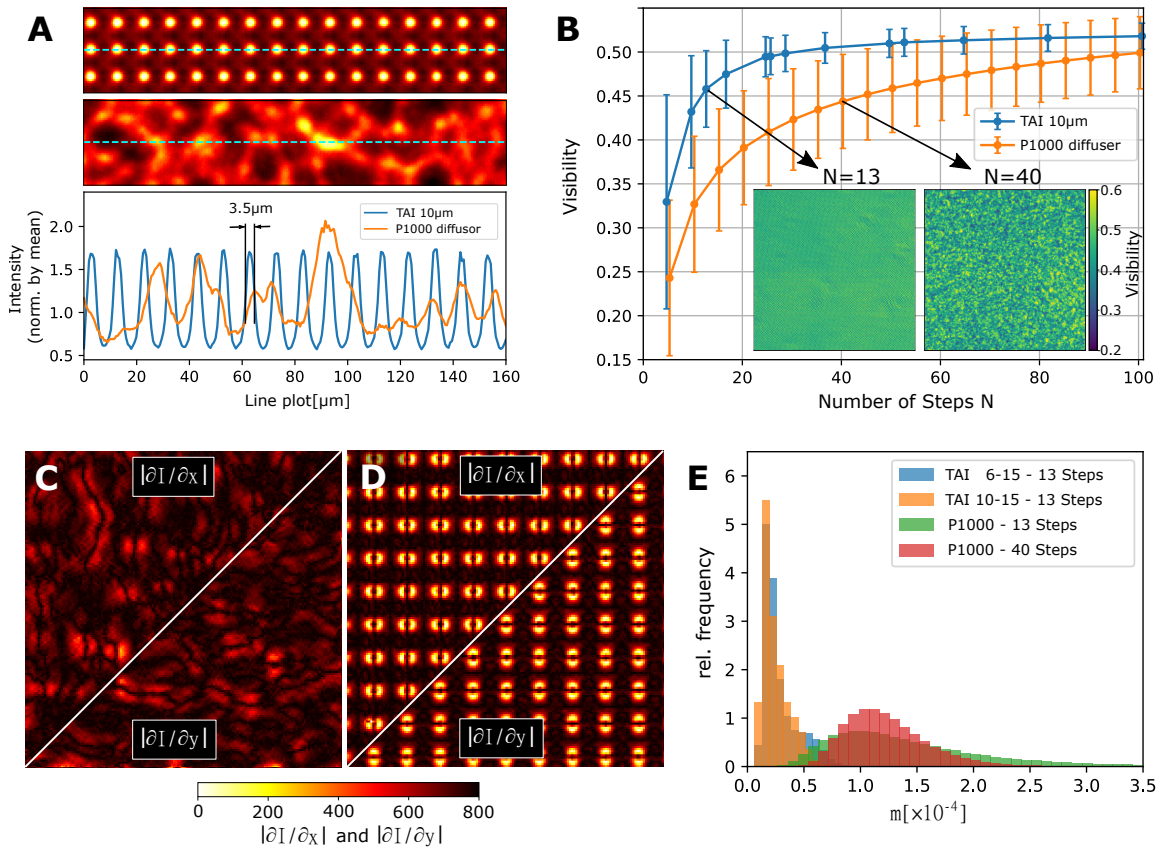 A
3.5μm
TAI 10μm
P1000 diffusor
Intensity
(norm. by mean)
2.0
1.5
1.0
0.5
0 20 40 60 80 100 120 140 160
Line plot[μm]
B
Visibility
0.50
0.45
0.40
0.35
0.30
0.25
0.20
0.15
TAI 10μm
P1000 diffuser
N=13
N=40
0.6
0.5
0.4
0.3
0.2
Visibility
0 20 40 60 80 100
Number of Steps N
C
|∂I/∂x|
|∂I/∂y|
D
|∂I/∂x|
|∂I/∂y|
0 200 400 600 800
|∂I/∂x| and |∂I/∂y|
E
rel. frequency
6
5
4
3
2
1
0
TAI 6-15 - 13 Steps
TAI 10-15 - 13 Steps
P1000 - 13 Steps
P1000 - 40 Steps
0.0 0.5 1.0 1.5 2.0 2.5 3.0 3.5
m[×10⁻⁴]